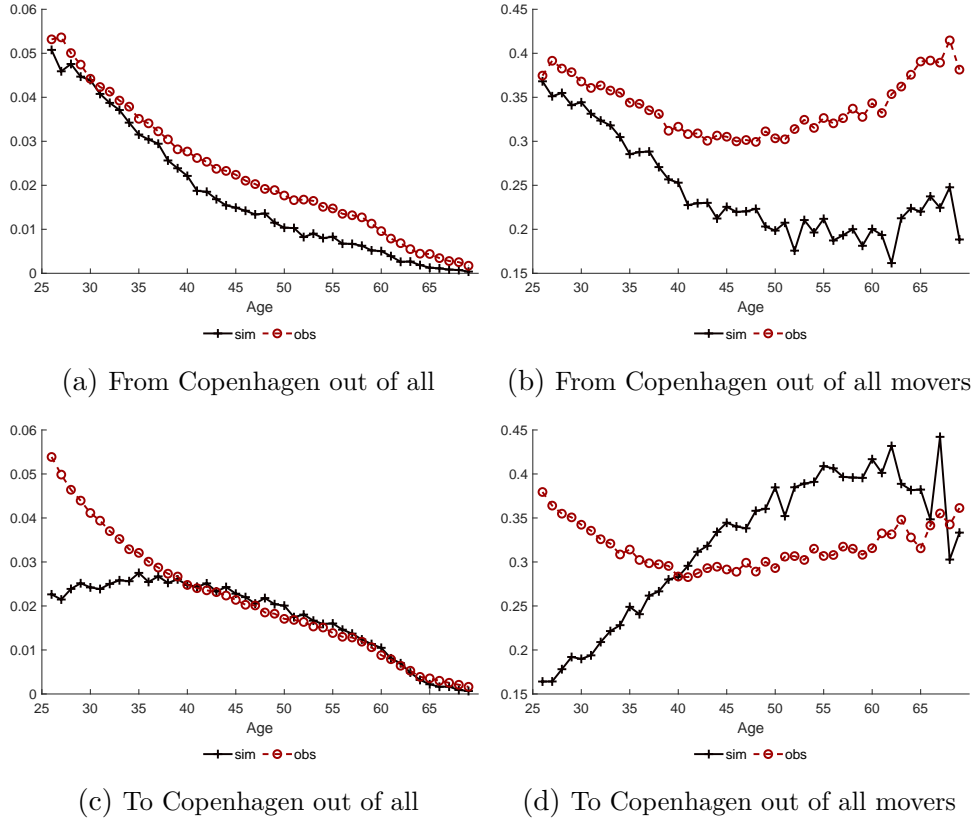 0.06
0.05
0.04
0.03
0.02
0.01
0
25 30 35 40 45 50 55 60 65
Age
sim obs
(a) From Copenhagen out of all
0.45
0.4
0.35
0.3
0.25
0.2
0.15
25 30 35 40 45 50 55 60 65
Age
sim obs
(b) From Copenhagen out of all movers
0.06
0.05
0.04
0.03
0.02
0.01
0
25 30 35 40 45 50 55 60 65
Age
sim obs
(c) To Copenhagen out of all
0.45
0.4
0.35
0.3
0.25
0.2
0.15
25 30 35 40 45 50 55 60 65
Age
sim obs
(d) To Copenhagen out of all movers